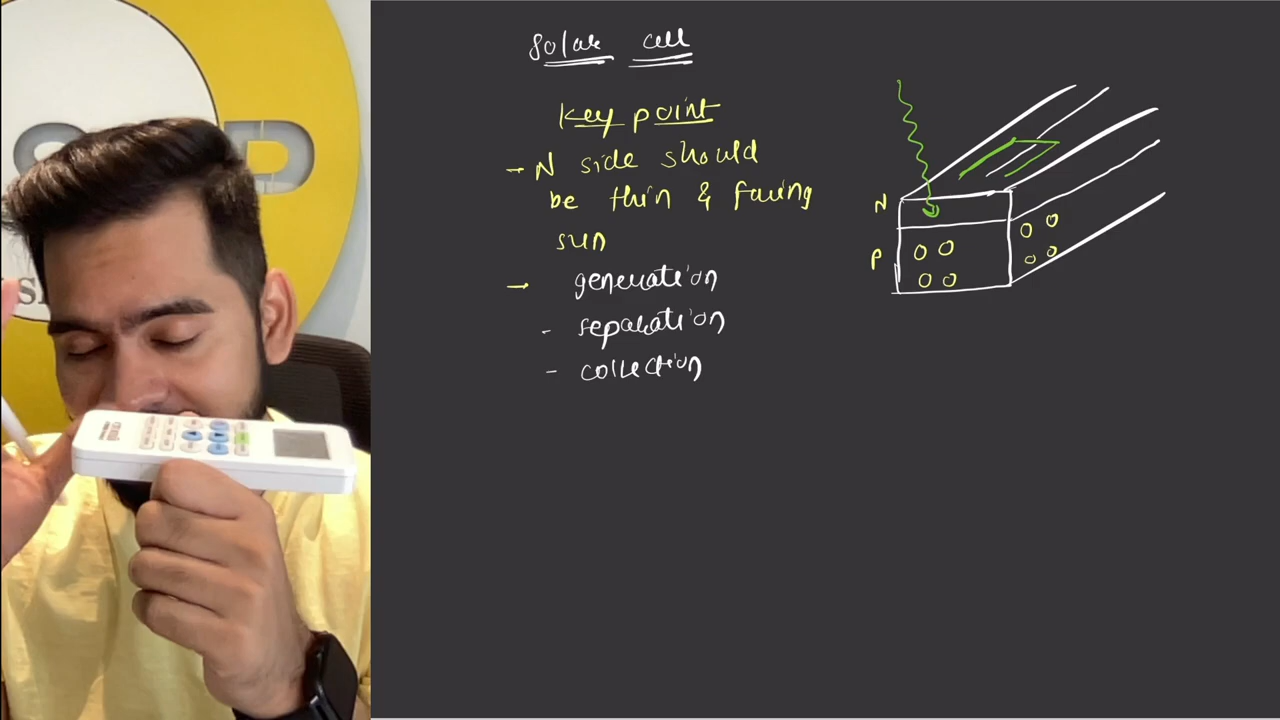 Solar cell
Key point
- N side should
be thin & facing
sun
- generation
- separation
- collection
N
P